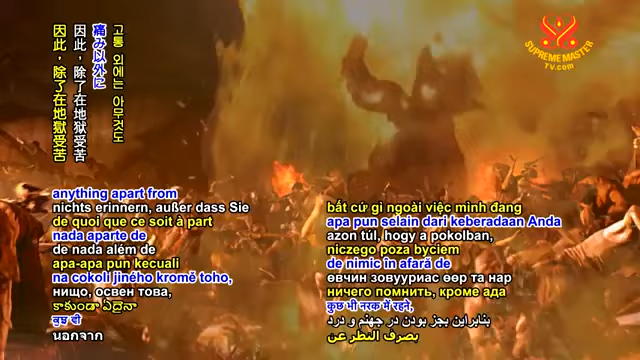 고통 외에는 아무것도
痛み以外に
因此，除了在地獄受苦
因此，除了在地獄受苦
SUPREME MASTER
TV.com
anything apart from
nichts erinnern, außer dass Sie
de quoi que ce soit à part
nada aparte de
de nada além de
apa-apa pun kecuali
na cokoli jiného kromě toho,
нищо, освен това,
కాకుండా ఏదైనా
ਕੁਝ ਵੀ
นอกจาก
bất cứ gì ngoài việc mình đang
apa pun selain dari keberadaan Anda
azon túl, hogy a pokolban,
niczego poza byciem
de nimic în afară de
өвчин зовууриас өөр та нар
ничего помнить, кроме ада
कुछ भी नरक में रहने,
بنابراین بجز بودن در جهنم و درد
بصرف النظر عن